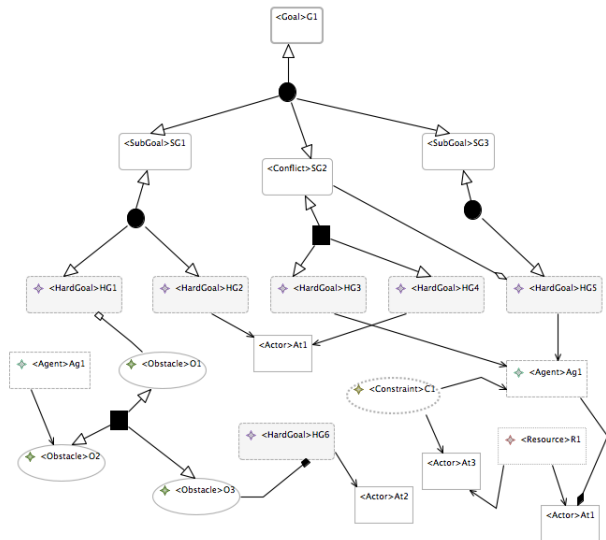 <Goal>G1
<SubGoal>SG1
<Conflict>SG2
<SubGoal>SG3
<HardGoal>HG1
<HardGoal>HG2
<HardGoal>HG3
<HardGoal>HG4
<HardGoal>HG5
<Actor>At1
<Agent>Ag1
<Obstacle>O1
<Agent>Ag1
<Constraint>C1
<HardGoal>HG6
<Resource>R1
<Obstacle>O2
<Actor>At3
<Obstacle>O3
<Actor>At2
<Actor>At1